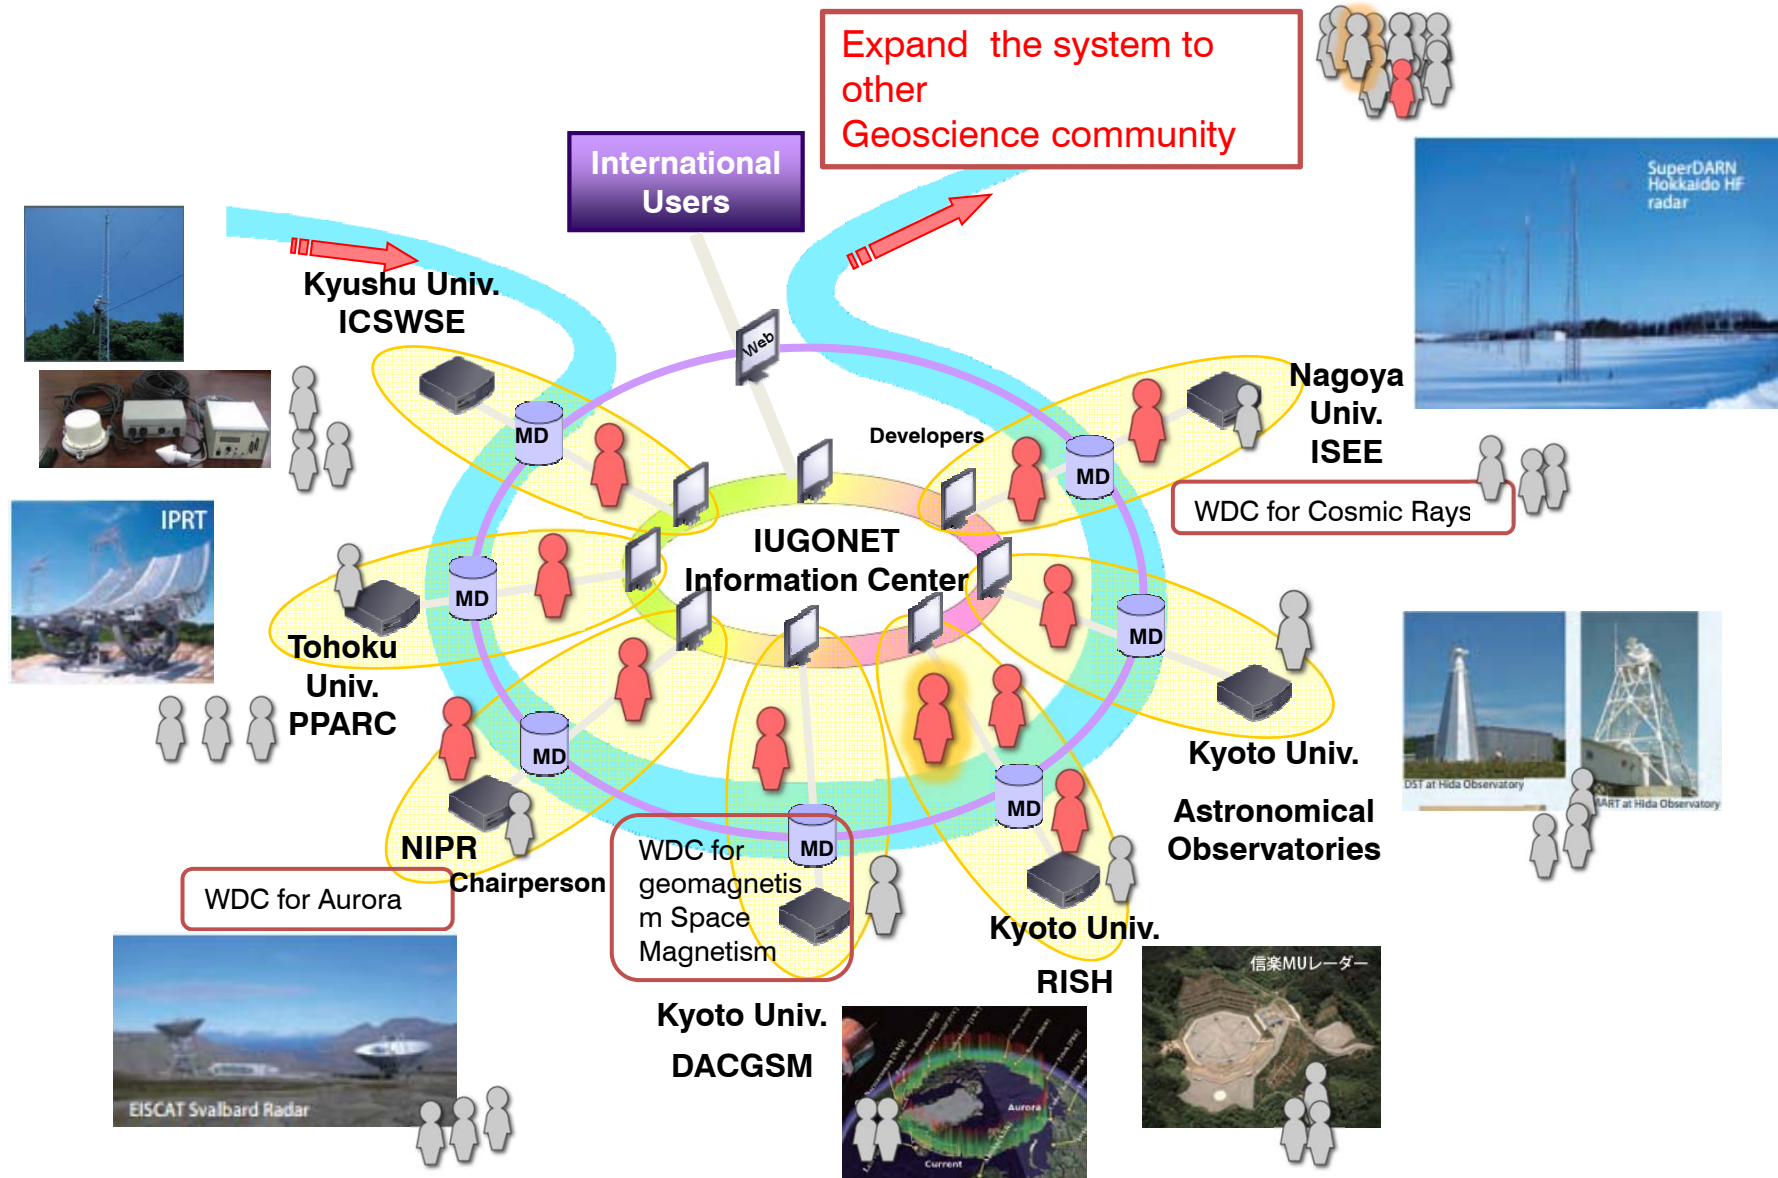 Expand the system to
other
Geoscience community
International
Users
SuperDARN
Hokkaido HF
radar
Kyushu Univ.
ICSWSE
Web
Nagoya
Univ.
ISEE
Developers
MD
MD
WDC for Cosmic Rays
IPRT
IUGONET
Information Center
MD
MD
Tohoku
Univ.
PPARC
Kyoto Univ.
Astronomical
Observatories
DST at Hida Observatory
MART at Hida Observatory
MD
MD
MD
NIPR
Chairperson
WDC for Aurora
WDC for
geomagnetis
m Space
Magnetism
Kyoto Univ.
RISH
信楽MUレーダー
Kyoto Univ.
DACGSM
EISCAT Svalbard Radar
Aurora
Current